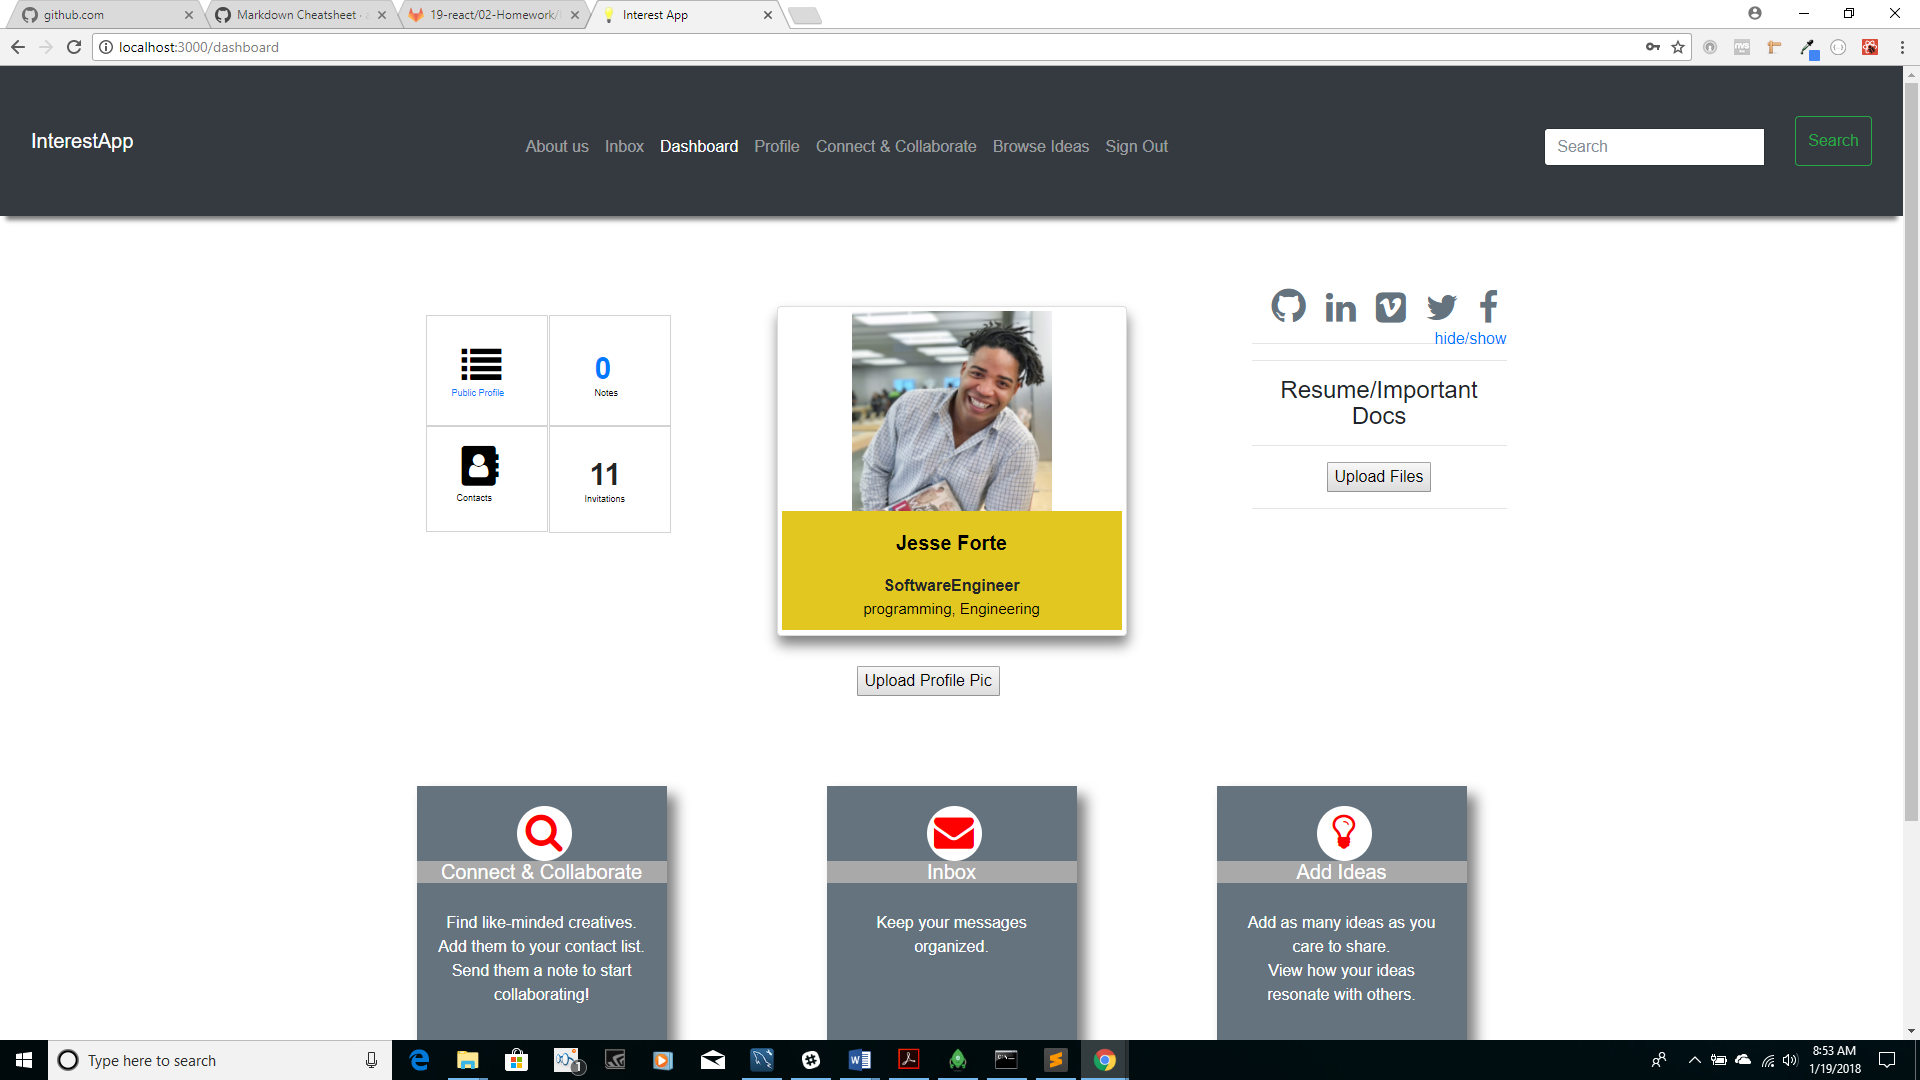 github.com
Markdown Cheatsheet
19-react/02-Homework/
Interest App
localhost:3000/dashboard
InterestApp
About us Inbox Dashboard Profile Connect & Collaborate Browse Ideas Sign Out
Search
Search
hide/show
Public Profile
0
Notes
Contacts
11
Invitations
Jesse Forte
SoftwareEngineer
programming, Engineering
Upload Profile Pic
Resume/Important
Docs
Upload Files
Connect & Collaborate
Find like-minded creatives.
Add them to your contact list.
Send them a note to start
collaborating!
Inbox
Keep your messages
organized.
Add Ideas
Add as many ideas as you
care to share.
View how your ideas
resonate with others.
Type here to search
1
8:53 AM
1/19/2018